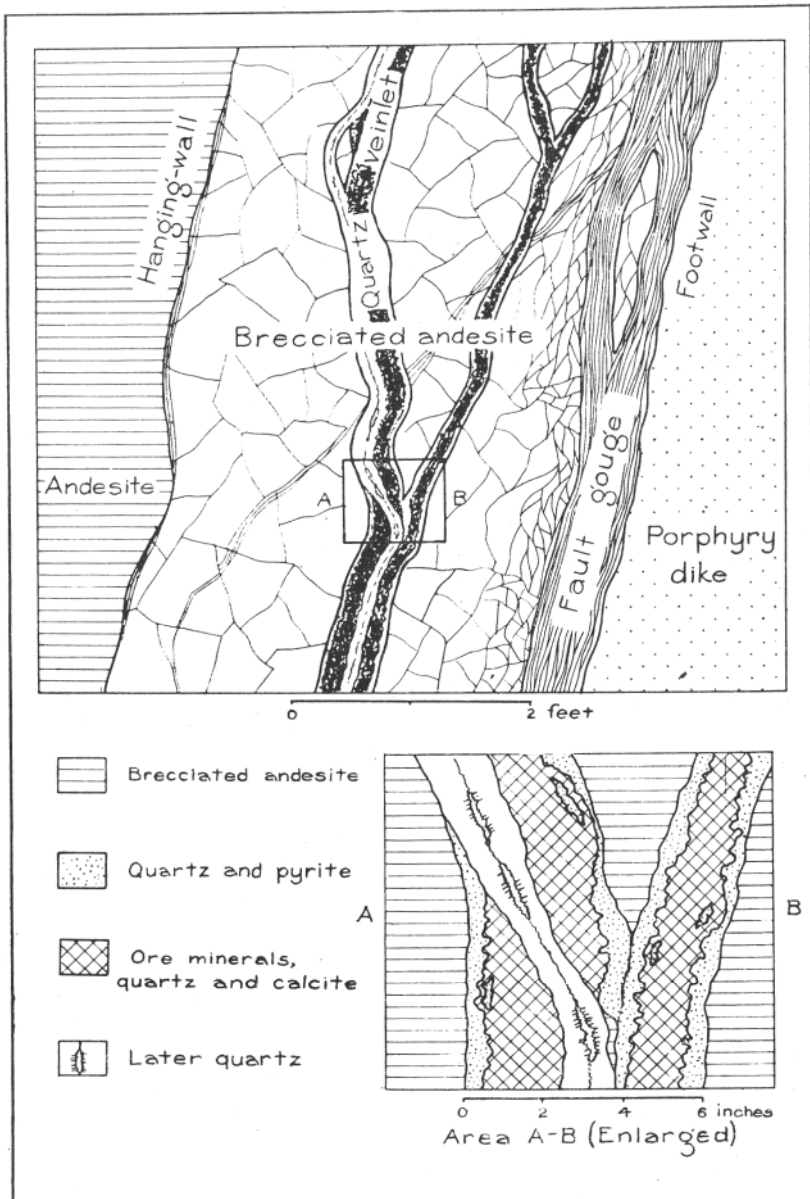 Hanging-wall
Quartz veinlet
Brecciated andesite
Footwall
Andesite
A
B
Fault gouge
Porphyry
dike
0 2 feet
Brecciated andesite
Quartz and pyrite
Ore minerals,
quartz and calcite
Later quartz
A
B
0 2 4 6 inches
Area A-B (Enlarged)